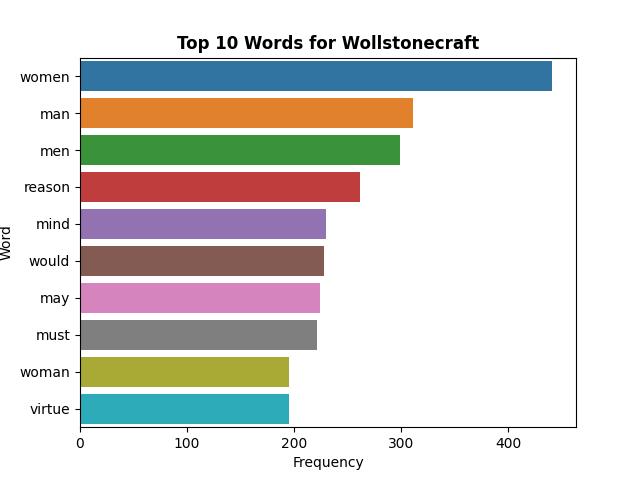 Top 10 Words for Wollstonecraft
women
man
men
reason
mind
would
may
must
woman
virtue
Word
0 100 200 300 400
Frequency